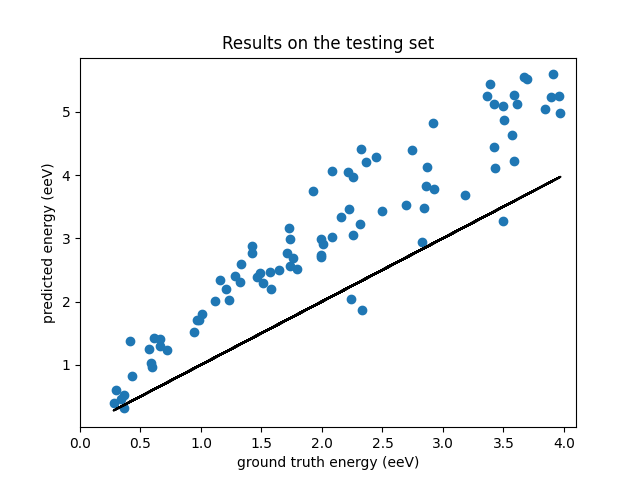 Results on the testing set
predicted energy (eeV)
5
4
3
2
1
0.0 0.5 1.0 1.5 2.0 2.5 3.0 3.5 4.0
ground truth energy (eeV)